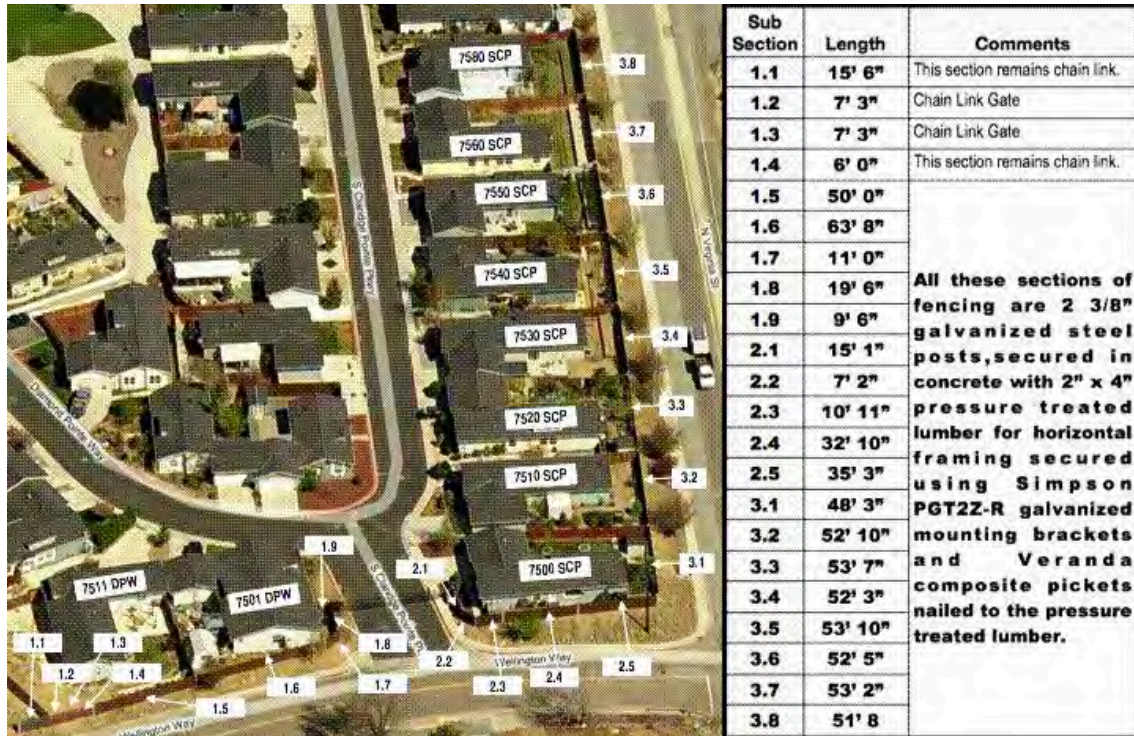 7580 SCP
3.8
3.7
7560 SCP
7550 SCP
3.6
S Claridge Pointe Pkwy
N Virginia St
3.5
7540 SCP
7530 SCP
3.4
Diamond Pointe Way
3.3
7520 SCP
7510 SCP
3.2
1.9
2.1
7500 SCP
3.1
7511 DPW
7501 DPW
S Claridge Pointe P
1.1
1.3
1.8
1.2
1.4
2.2
Wellington Way
2.5
1.6
1.7
2.3
2.4
1.5
Wellington Way
Sub Section Length Comments
1.1 15' 6" This section remains chain link.
1.2 7' 3" Chain Link Gate
1.3 7' 3" Chain Link Gate
1.4 6' 0" This section remains chain link.
1.5 50' 0"
1.6 63' 8"
1.7 11' 0"
1.8 19' 6"
1.9 9' 6"
2.1 15' 1"
2.2 7' 2"
2.3 10' 11"
2.4 32' 10"
2.5 35' 3"
3.1 48' 3"
3.2 52' 10"
3.3 53' 7"
3.4 52' 3"
3.5 53' 10"
3.6 52' 5"
3.7 53' 2"
3.8 51' 8
All these sections of
fencing are 2 3/8"
galvanized steel
posts,secured in
concrete with 2" x 4"
pressure treated
lumber for horizontal
framing secured
using Simpson
PGT2Z-R galvanized
mounting brackets
and Veranda
composite pickets
nailed to the pressure
treated lumber.